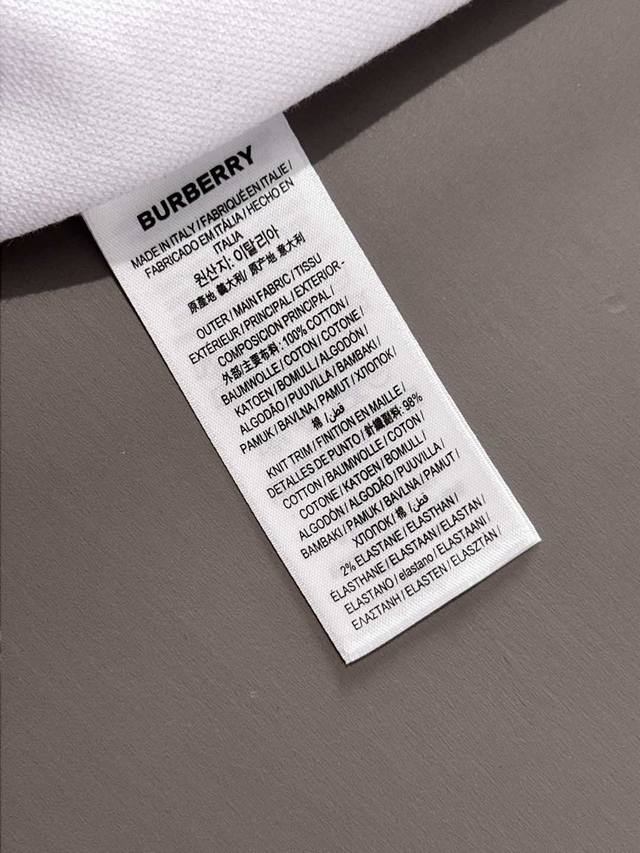 BURBERRY
MADE IN ITALY / FABRIQUÉ EN ITALIE /
FABRICADO EM ITÁLIA / HECHO EN
ITALIA
원산지: 이탈리아
原產地 義大利 / 原产地 意大利
OUTER / MAIN FABRIC / TISSU
EXTÉRIEUR / PRINCIPAL / EXTERIOR -
COMPOSICION PRINCIPAL /
外部/主要布料: 100% COTTON /
BAUMWOLLE / COTON / COTONE /
KATOEN / BOMULL / ALGODÓN /
ALGODÃO / PUUVILLA / BAMBAKI /
PAMUK / BAVLNA / PAMUT / ХЛОПОК /
棉 / قطن
KNIT TRIM / FINITION EN MAILLE /
DETALLES DE PUNTO / 針織副料: 98%
COTTON / BAUMWOLLE / COTON /
COTONE / KATOEN / BOMULL /
ALGODÓN / ALGODÃO / PUUVILLA /
BAMBAKI / PAMUK / BAVLNA / PAMUT /
ХЛОПОК / 棉 / قطن
2% ELASTANE / ELASTHAN /
ÉLASTHANE / ELASTAAN / ELASTAN /
ELASTANO / elastano / ELASTAANI /
ΕΛΑΣΤΑΝΗ / ELASTEN / ELASZTÁN /